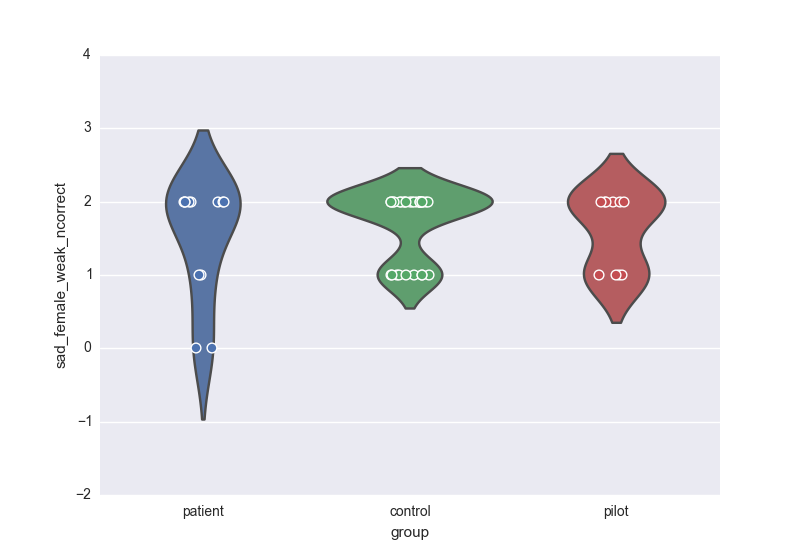 4
3
2
1
0
−1
−2
sad_female_weak_ncorrect
patient control pilot
group